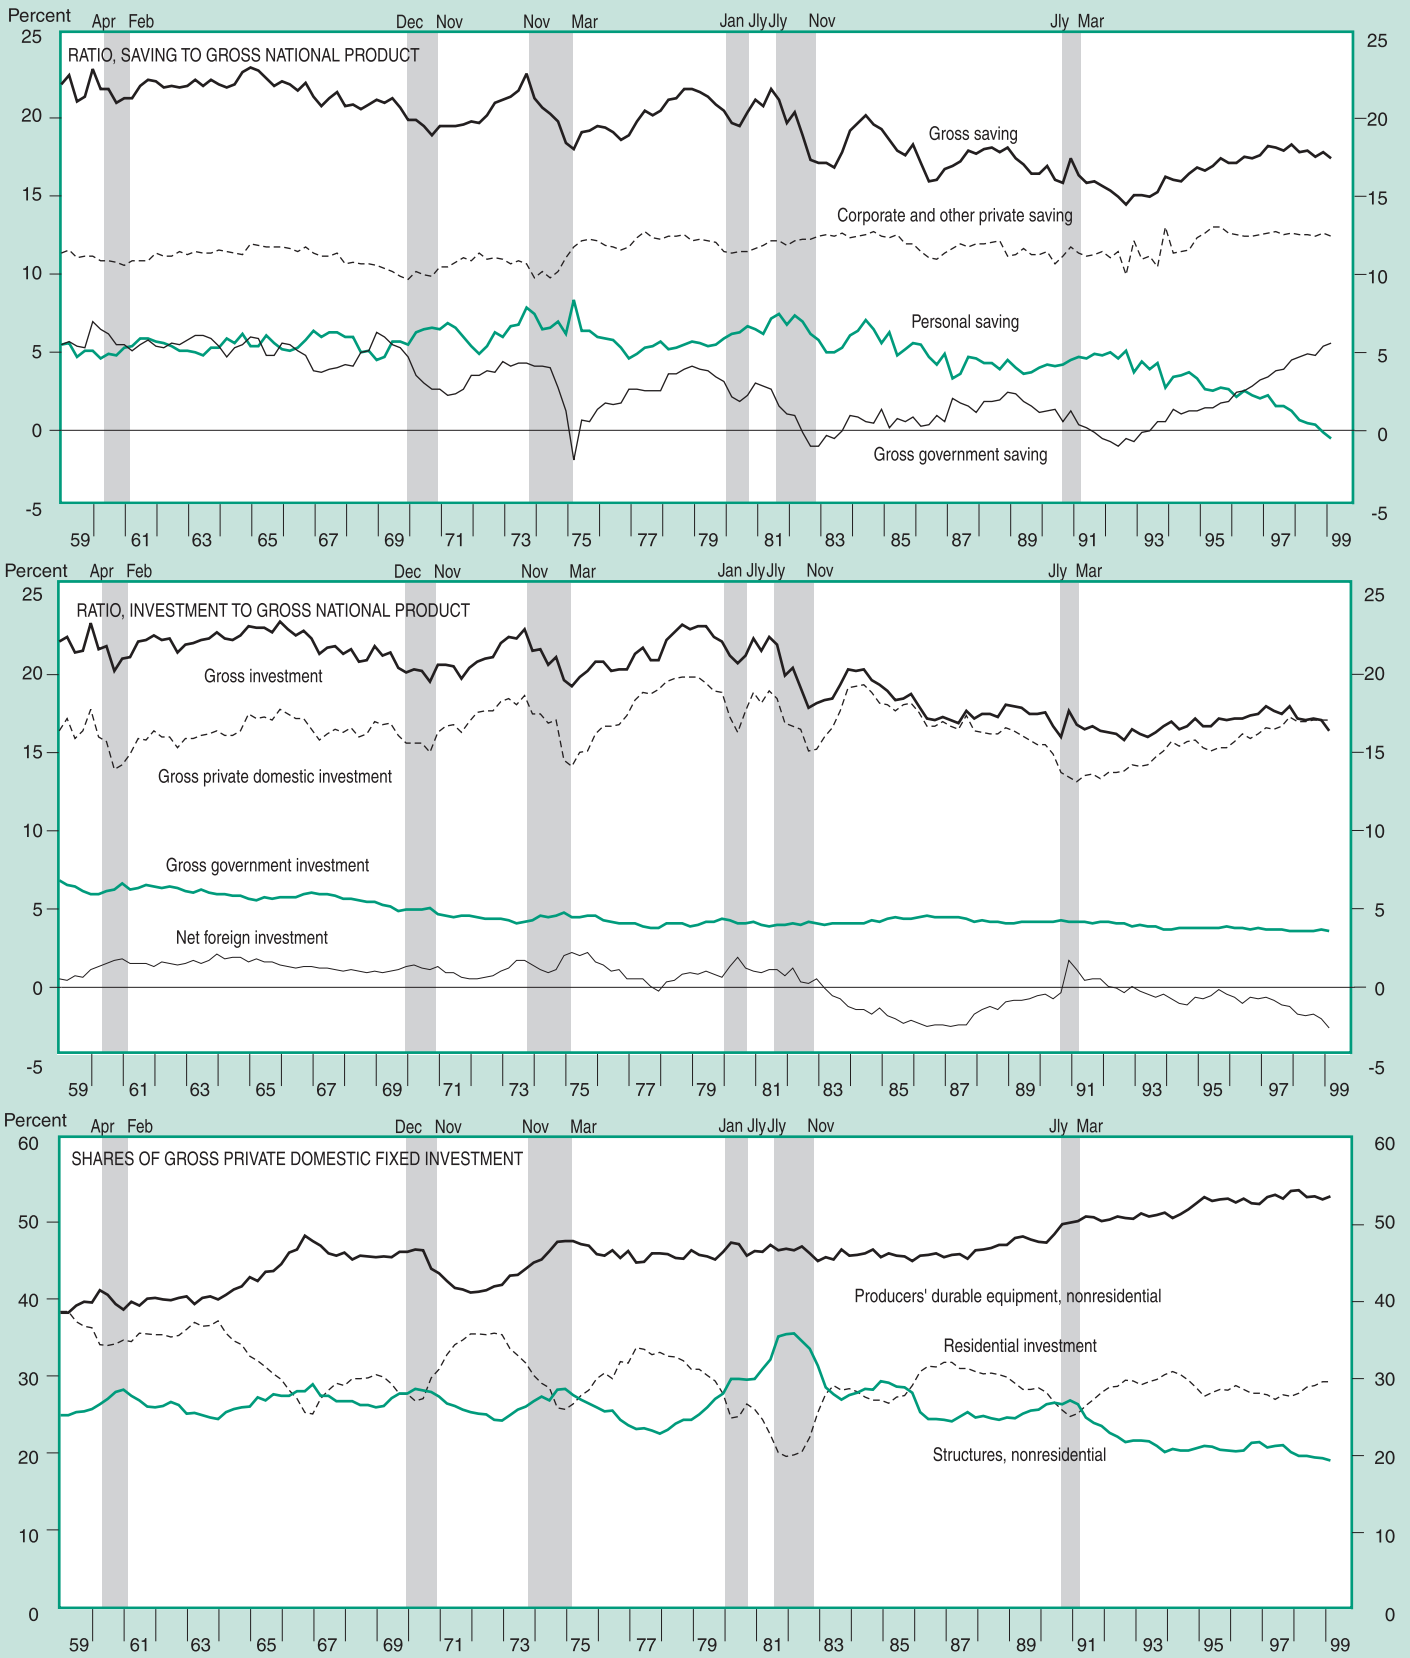 Percent
Apr Feb Dec Nov Nov Mar Jan Jly Jly Nov Jly Mar
25 25
RATIO, SAVING TO GROSS NATIONAL PRODUCT
20 20
Gross saving
15 15
Corporate and other private saving
10 10
Personal saving
5 5
0 0
Gross government saving
-5 -5
59 61 63 65 67 69 71 73 75 77 79 81 83 85 87 89 91 93 95 97 99
Percent Apr Feb Dec Nov Nov Mar Jan Jly Jly Nov Jly Mar
25 25
RATIO, INVESTMENT TO GROSS NATIONAL PRODUCT
20 20
Gross investment
15 15
Gross private domestic investment
10 10
Gross government investment
5 5
Net foreign investment
0 0
-5 -5
59 61 63 65 67 69 71 73 75 77 79 81 83 85 87 89 91 93 95 97 99
Percent
Apr Feb Dec Nov Nov Mar Jan Jly Jly Nov Jly Mar
60 60
SHARES OF GROSS PRIVATE DOMESTIC FIXED INVESTMENT
50 50
40 40
Producers' durable equipment, nonresidential
Residential investment
30 30
Structures, nonresidential
20 20
10 10
0 0
59 61 63 65 67 69 71 73 75 77 79 81 83 85 87 89 91 93 95 97 99